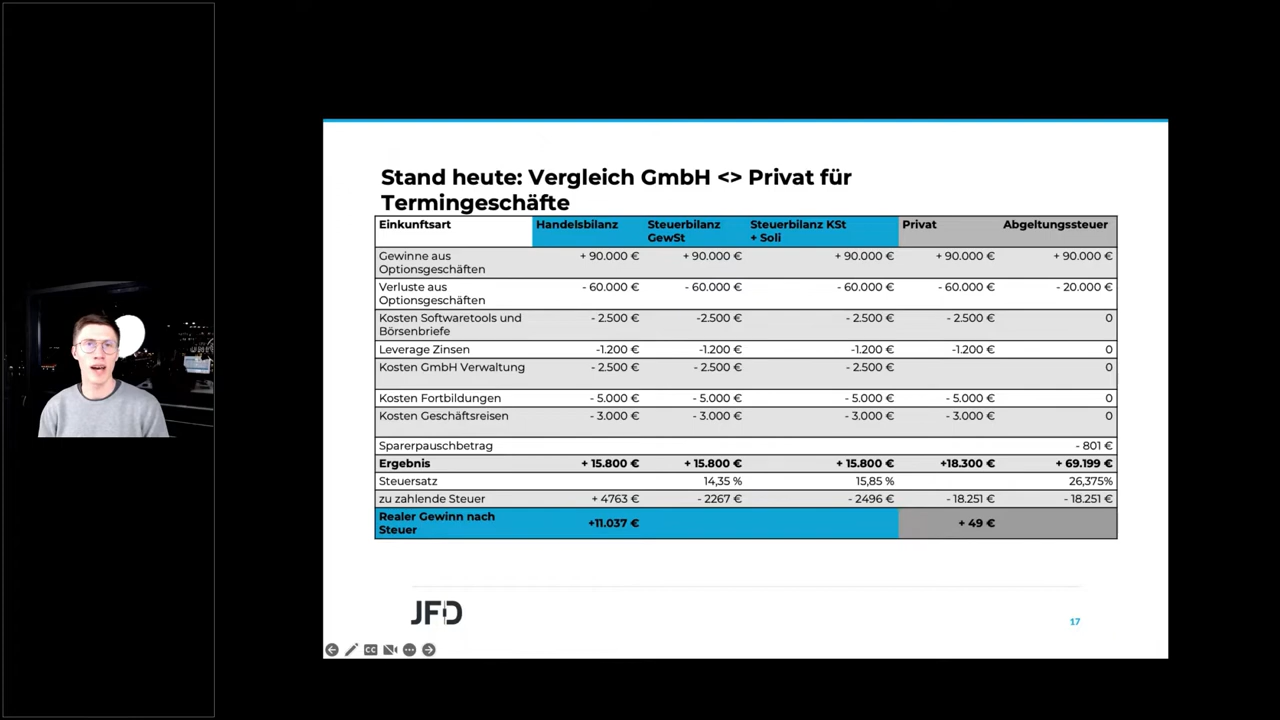 Stand heute: Vergleich GmbH <> Privat für
Termingeschäfte
Einkunftsart Handelsbilanz Steuerbilanz GewSt Steuerbilanz KSt + Soli Privat Abgeltungssteuer
Gewinne aus Optionsgeschäften + 90.000 € + 90.000 € + 90.000 € + 90.000 € + 90.000 €
Verluste aus Optionsgeschäften - 60.000 € - 60.000 € - 60.000 € - 60.000 € - 20.000 €
Kosten Softwaretools und Börsenbriefe - 2.500 € -2.500 € - 2.500 € - 2.500 € 0
Leverage Zinsen -1.200 € -1.200 € -1.200 € -1.200 € 0
Kosten GmbH Verwaltung - 2.500 € - 2.500 € - 2.500 € 0
Kosten Fortbildungen - 5.000 € - 5.000 € - 5.000 € - 5.000 € 0
Kosten Geschäftsreisen - 3.000 € - 3.000 € - 3.000 € - 3.000 € 0
Sparerpauschbetrag - 801 €
Ergebnis + 15.800 € + 15.800 € + 15.800 € +18.300 € + 69.199 €
Steuersatz 14,35 % 15,85 % 26,375%
zu zahlende Steuer + 4763 € - 2267 € - 2496 € - 18.251 € - 18.251 €
Realer Gewinn nach Steuer +11.037 € + 49 €
JFD
17
CC